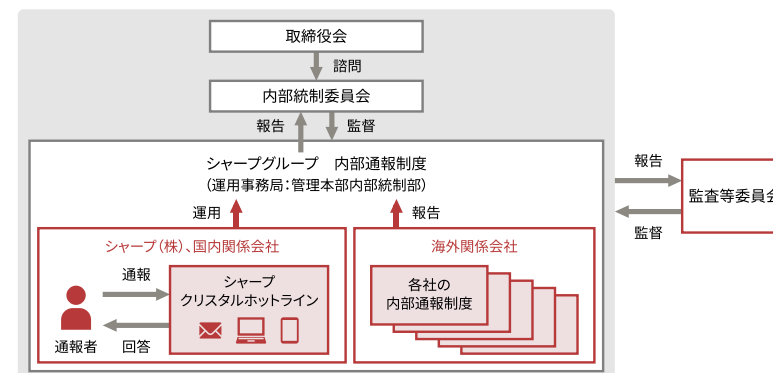 取締役会
諮問
内部統制委員会
報告
監督
シャープグループ 内部通報制度
(運用事務局:管理本部内部統制部)
報告
監査等委員会
監督
運用
報告
シャープ(株)、国内関係会社
通報
シャープ
クリスタルホットライン
通報者
回答
海外関係会社
各社の
内部通報制度